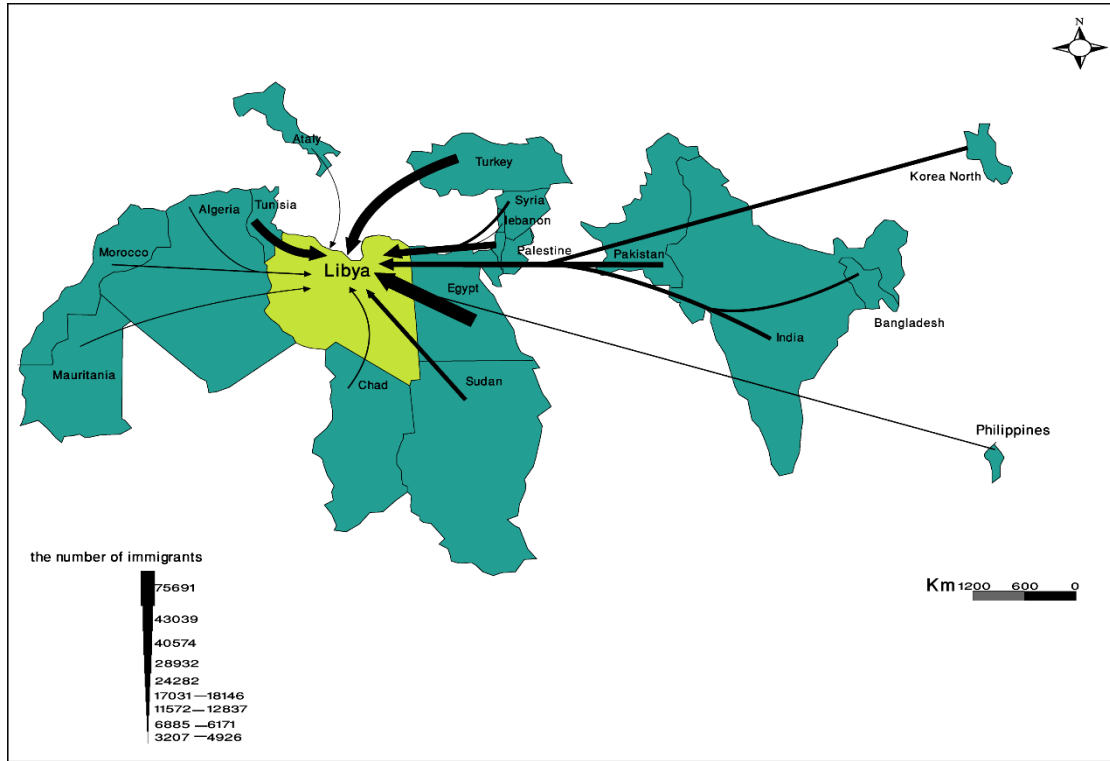 N
Ataly
Turkey
Korea North
Syria
Algeria
Tunisia
lebanon
Morocco
Palestine
Pakistan
Libya
Egypt
Bangladesh
India
Mauritania
Chad
Sudan
Philippines
the number of immigrants
75691
43039
40574
28932
24282
17031 — 18146
11572 — 12837
6885 — 6171
3207 — 4926
Km 1200 600 0